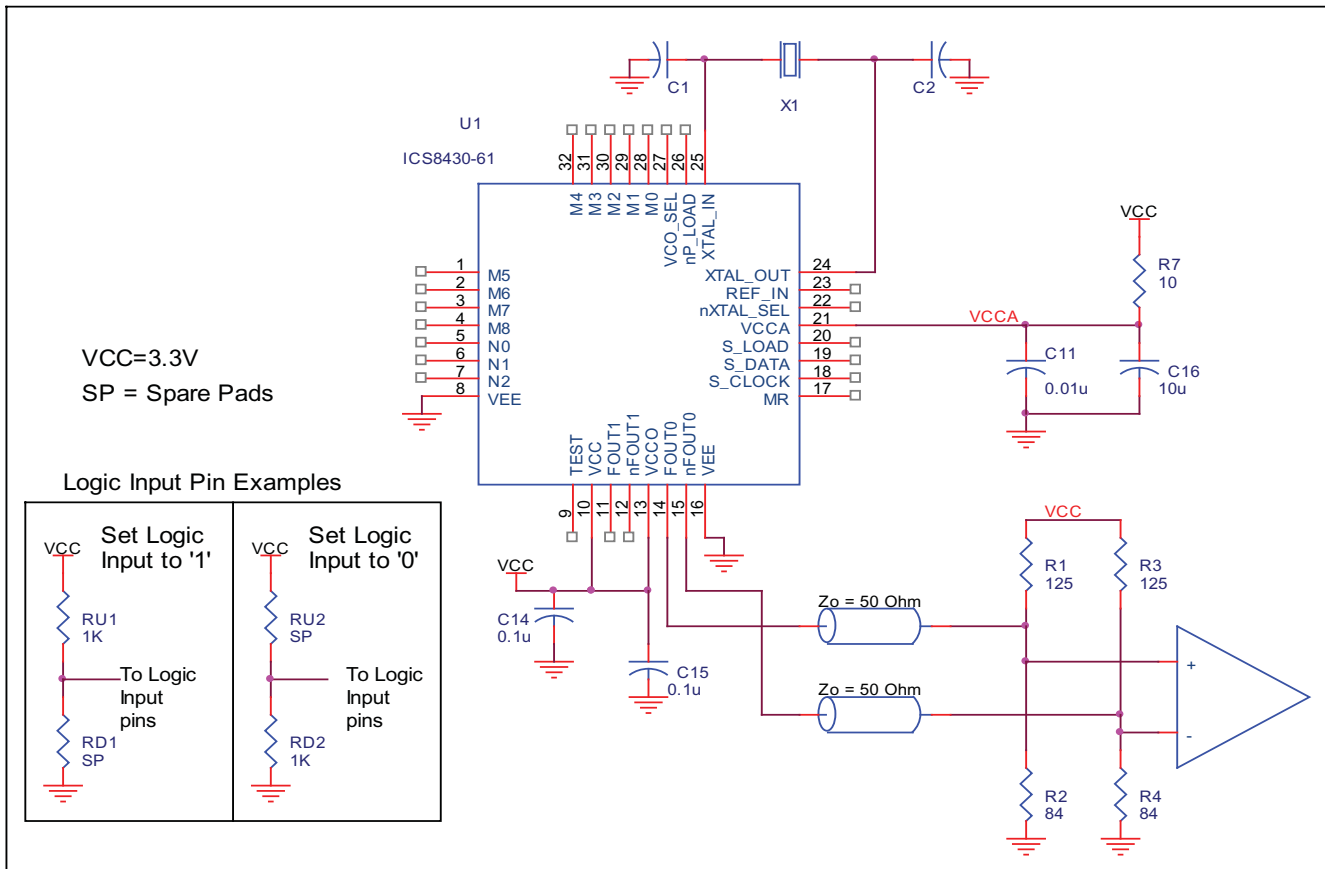 C1
X1
C2
U1
ICS8430-61
32
31
30
29
28
27
26
25
M4
M3
M2
M1
M0
VCO_SEL
nP_LOAD
XTAL_IN
1
M5
2
M6
3
M7
4
M8
5
N0
6
N1
7
N2
8
VEE
XTAL_OUT
24
REF_IN
23
nXTAL_SEL
22
VCCA
21
S_LOAD
20
S_DATA
19
S_CLOCK
18
MR
17
VCCA
VCC
R7
10
C11
0.01u
C16
10u
VCC=3.3V
SP = Spare Pads
TEST
VCC
FOUT1
nFOUT1
VCCO
FOUT0
nFOUT0
VEE
9
10
11
12
13
14
15
16
VCC
C14
0.1u
C15
0.1u
Zo = 50 Ohm
Zo = 50 Ohm
VCC
R1
125
R3
125
+
-
R2
84
R4
84
Logic Input Pin Examples
Set Logic
Input to '1'
VCC
RU1
1K
To Logic
Input
pins
RD1
SP
Set Logic
Input to '0'
VCC
RU2
SP
To Logic
Input
pins
RD2
1K